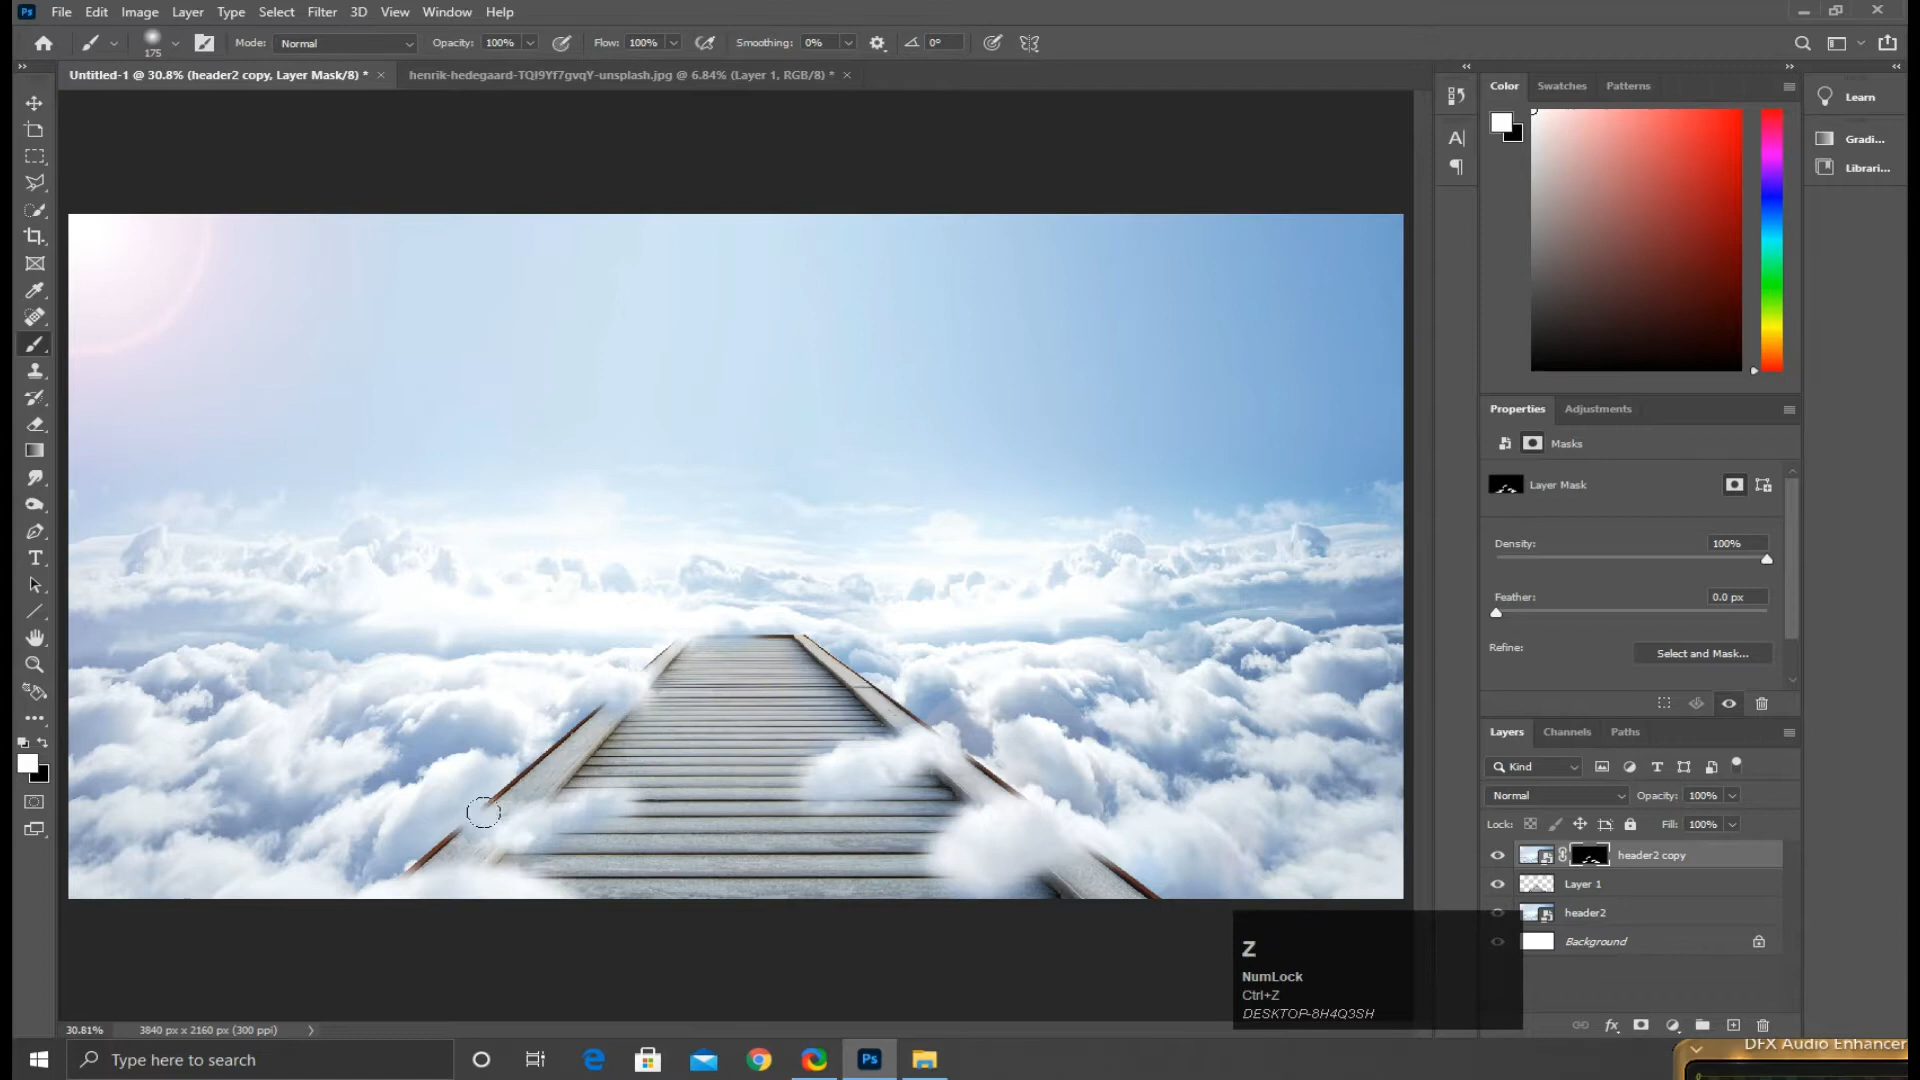 Ps File Edit Image Layer Type Select Filter 3D View Window Help
175 Mode: Normal Opacity: 100% Flow: 100% Smoothing: 0% 0°
Untitled-1 @ 30.8% (header2 copy, Layer Mask/8) * × henrik-hedegaard-TQI9Yf7gvqY-unsplash.jpg @ 6.84% (Layer 1, RGB/8) * ×
Color Swatches Patterns
Learn
Gradi...
Librari...
Properties Adjustments
Masks
Layer Mask
Density: 100%
Feather: 0.0 px
Refine: Select and Mask...
Layers Channels Paths
Kind
Normal Opacity: 100%
Lock: Fill: 100%
header2 copy
Layer 1
header2
Background
Z
NumLock
Ctrl+Z
DESKTOP-8H4Q3SH
30.81% 3840 px x 2160 px (300 ppi)
Type here to search
Ps
DFX Audio Enhancer